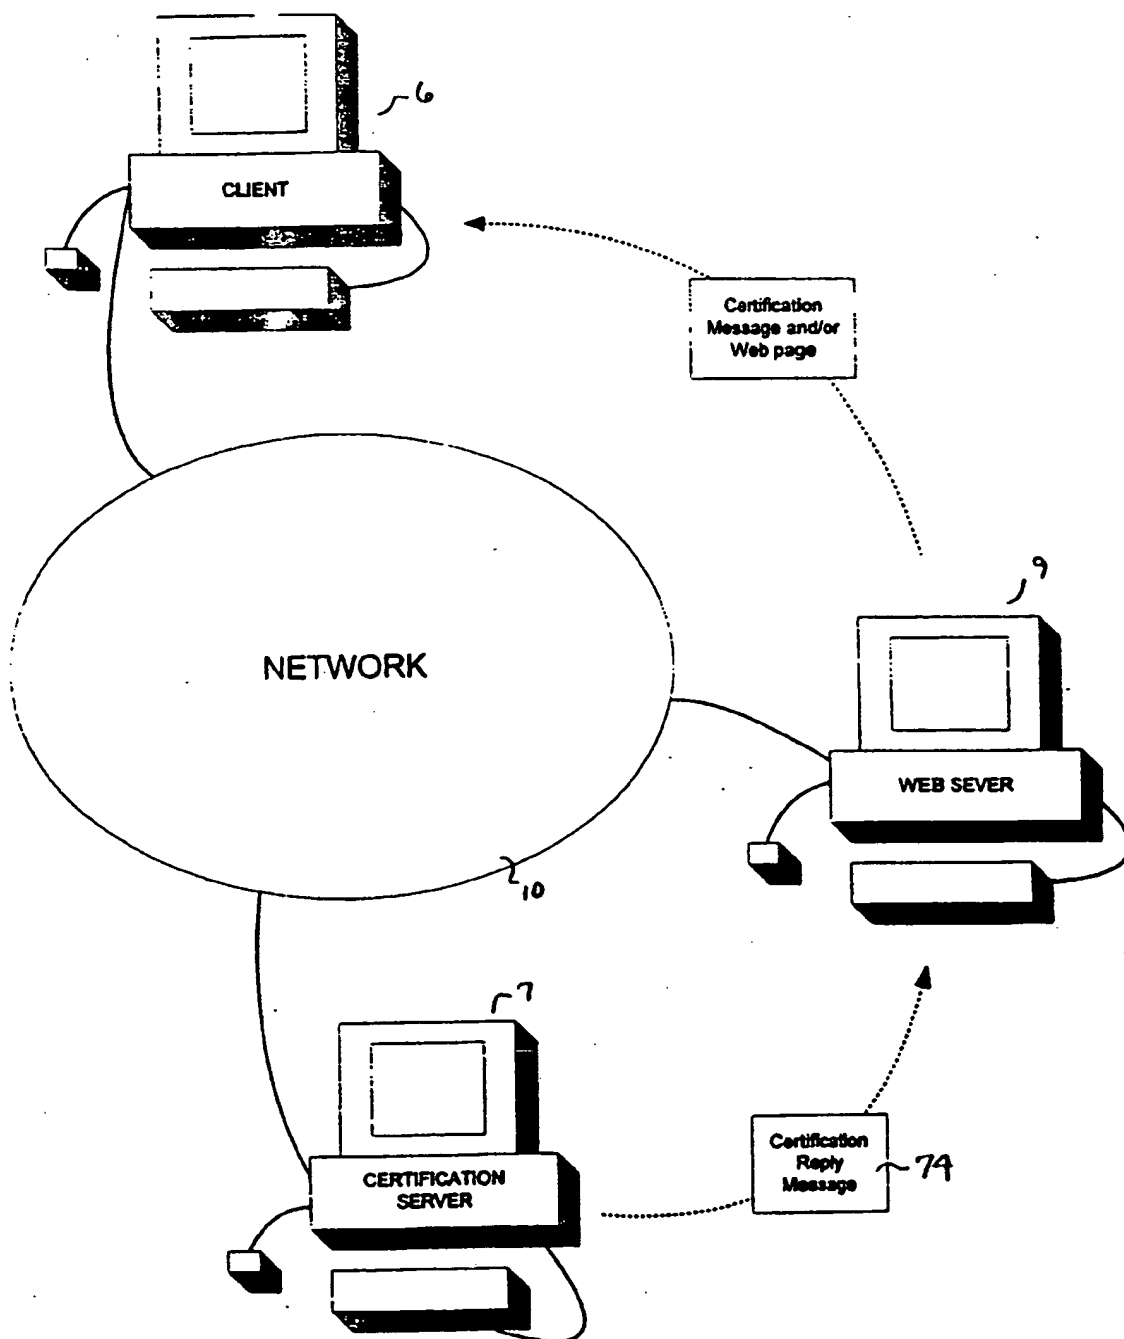 6
CLIENT
Certification
Message and/or
Web page
9
NETWORK
WEB SEVER
10
7
Certification
Reply
Message
74
CERTIFICATION
SERVER